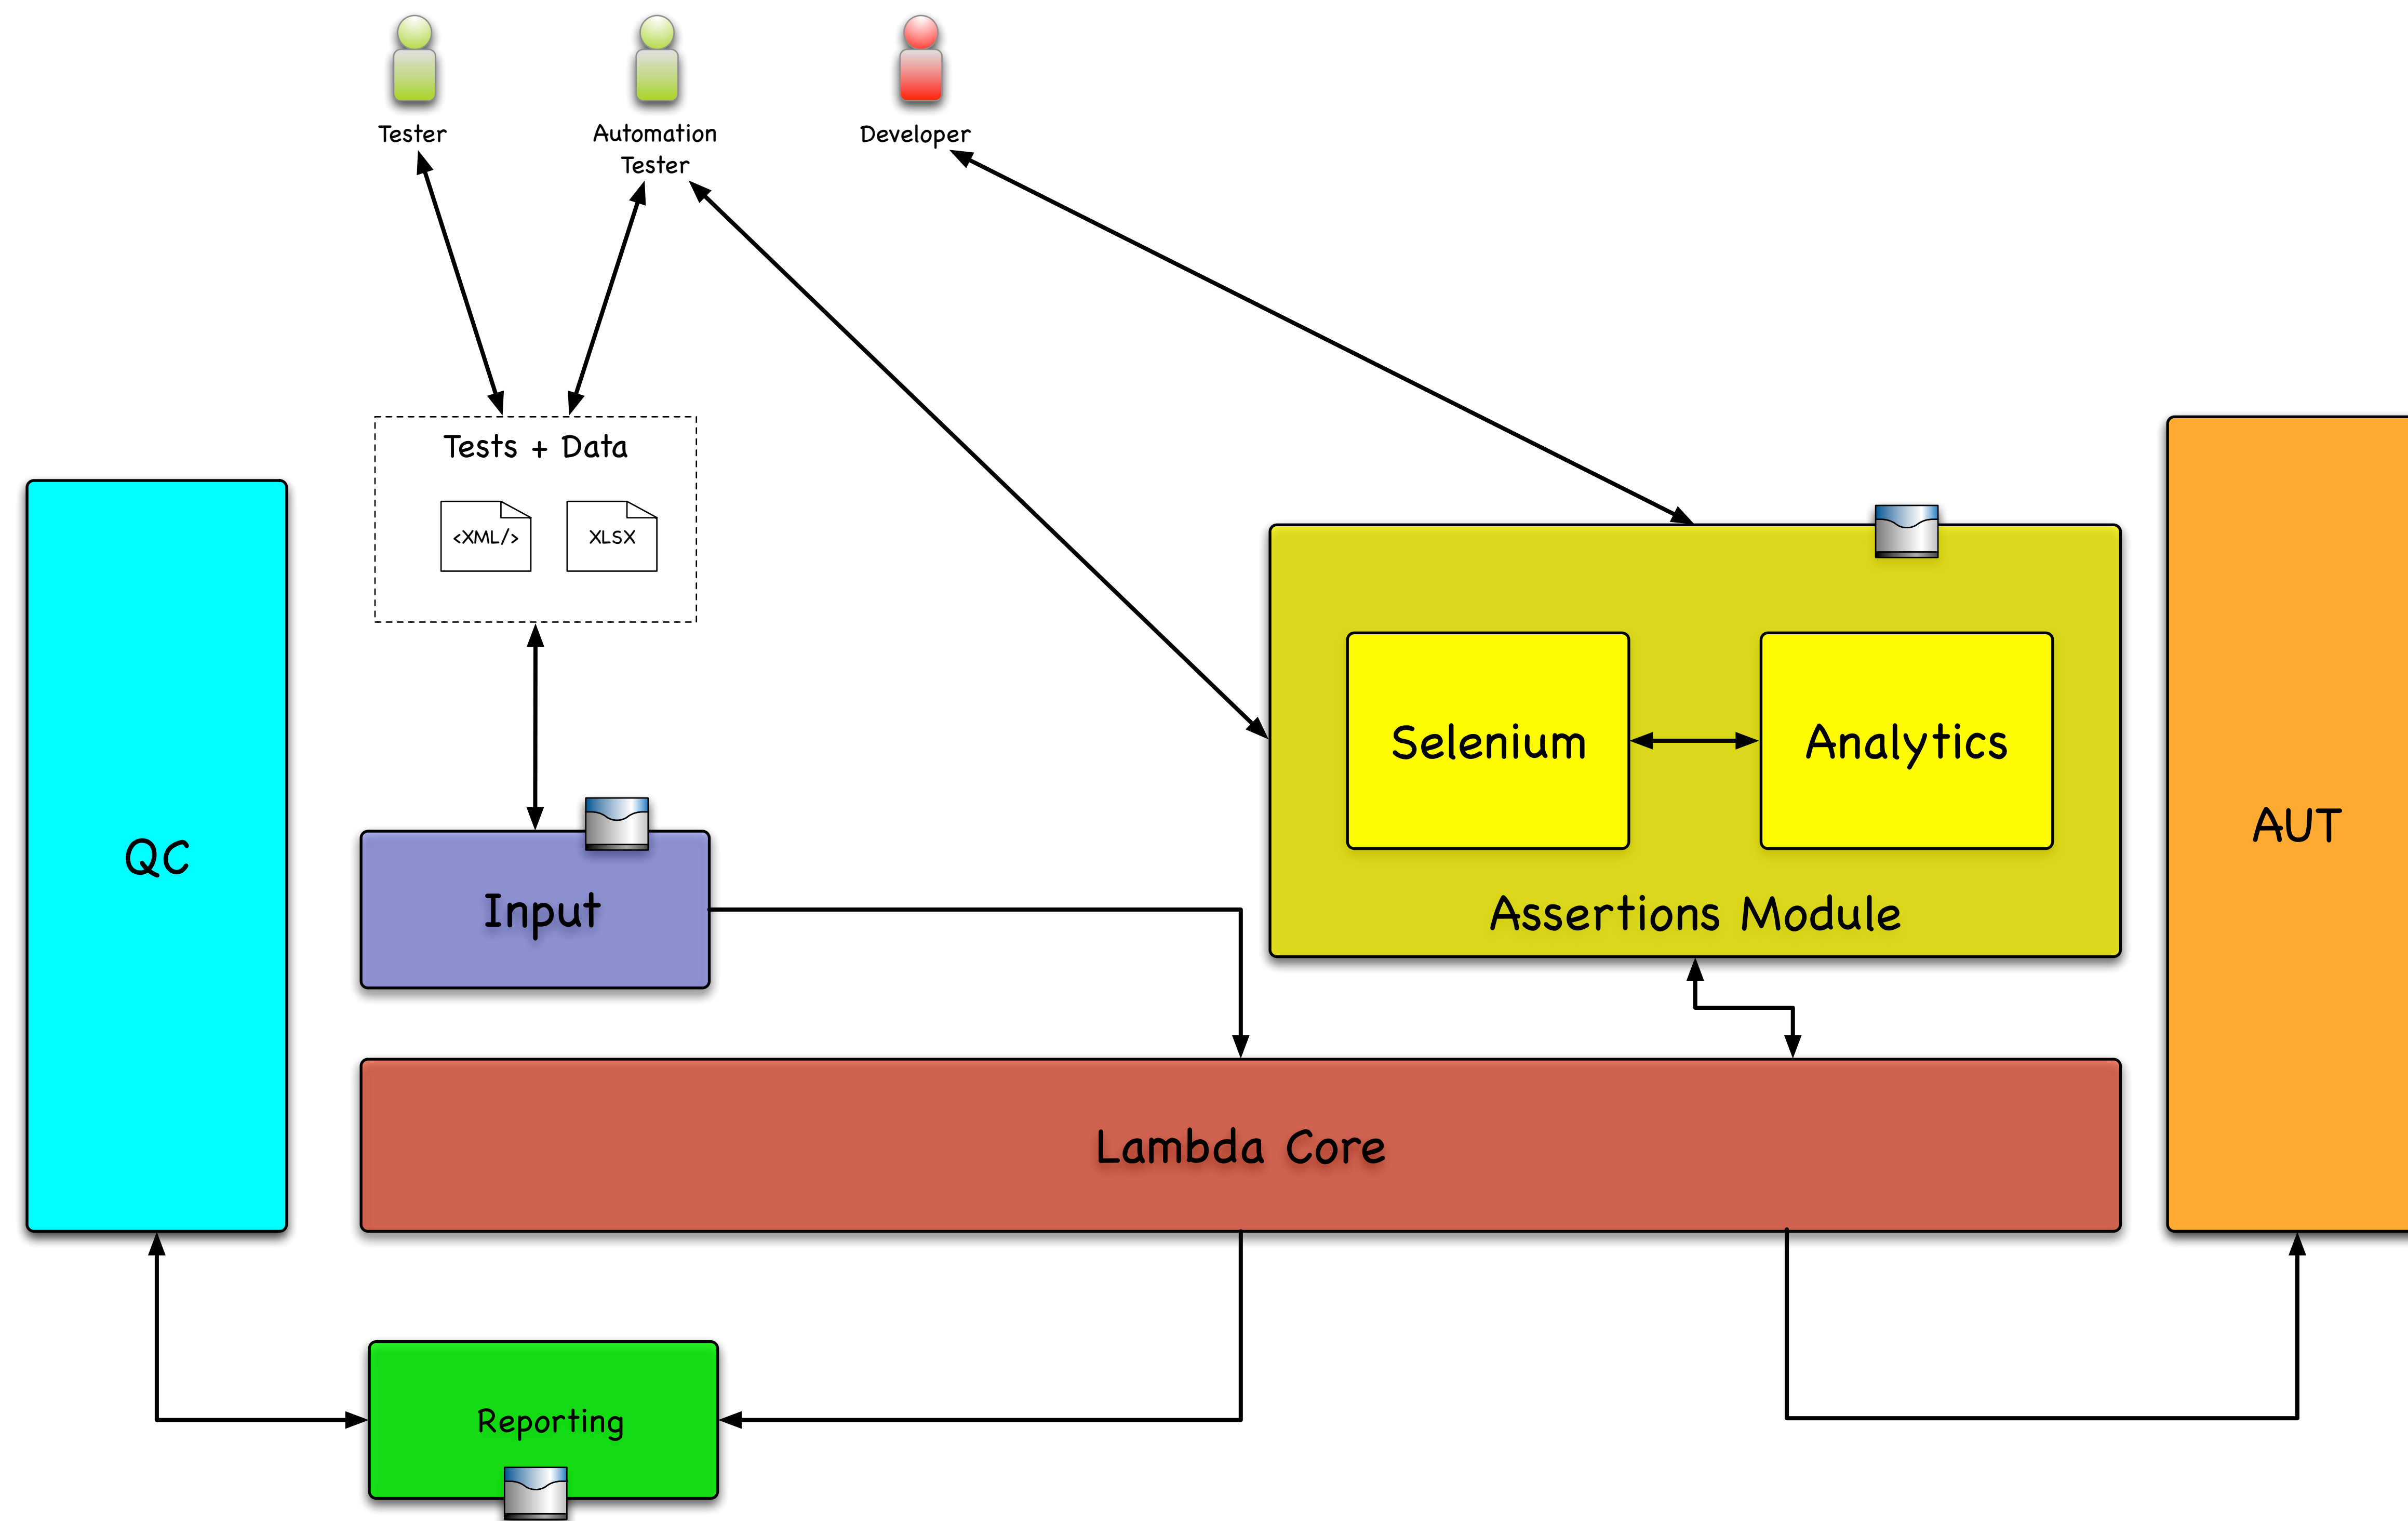 Tester
Automation
Tester
Developer
Tests + Data
<XML/>
XLSX
QC
Selenium
Analytics
AUT
Input
Assertions Module
Lambda Core
Reporting